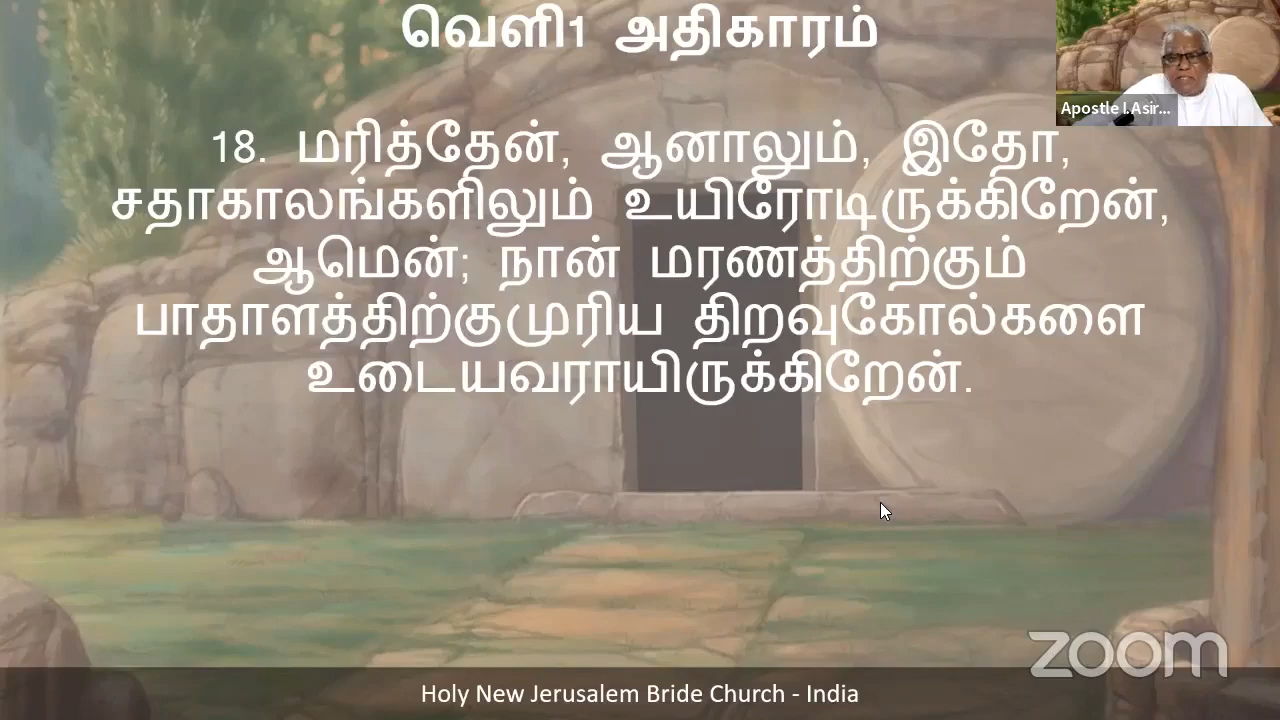 வெளி1 அதிகாரம்
Apostle I.Asir...
18. மரித்தேன், ஆனாலும், இதோ,
சதாகாலங்களிலும் உயிரோடிருக்கிறேன்,
ஆமென்; நான் மரணத்திற்கும்
பாதாளத்திற்குமுரிய திறவுகோல்களை
உடையவராயிருக்கிறேன்.
zoom
Holy New Jerusalem Bride Church - India